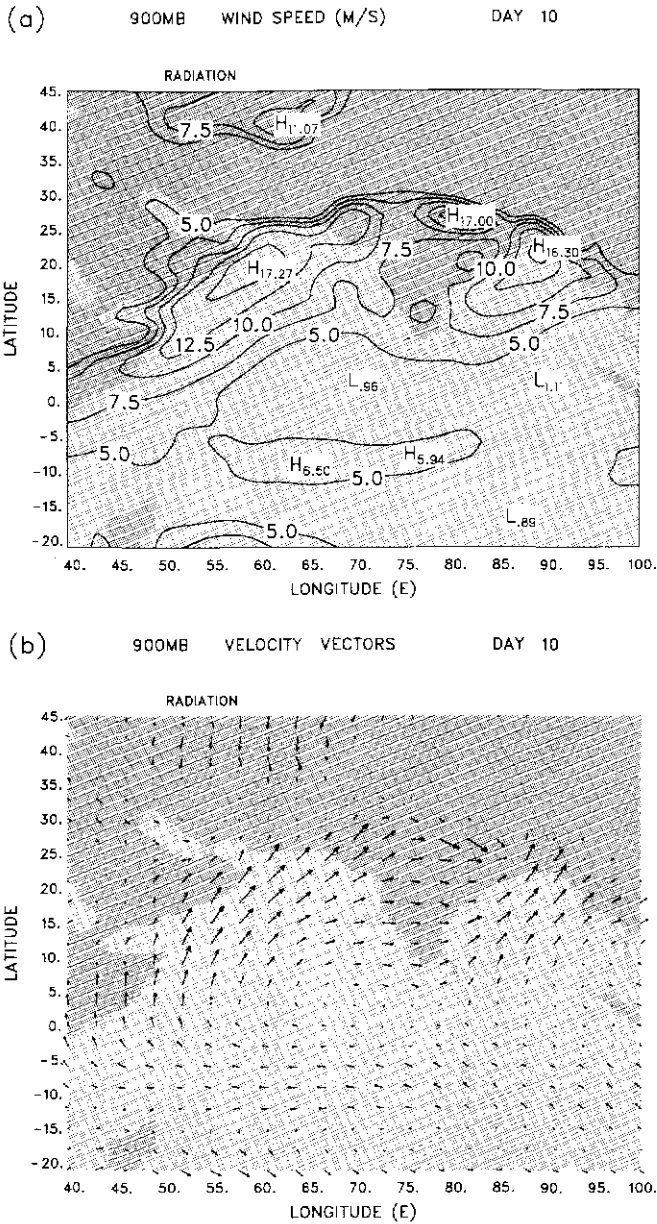 (a) 900MB WIND SPEED (M/S) DAY 10
RADIATION
45.
40.
35.
30.
25.
20.
15.
10.
5.
0.
-5.
-10.
-15.
-20.
LATITUDE
7.5
H11.07
5.0
H17.00
7.5
H17.27
H16.30
10.0
10.0
12.5
5.0
7.5
5.0
L.96
L1.11
7.5
5.0
H6.50
H5.94
5.0
L.89
5.0
40. 45. 50. 55. 60. 65. 70. 75. 80. 85. 90. 95. 100.
LONGITUDE (E)
(b) 900MB VELOCITY VECTORS DAY 10
RADIATION
45.
40.
35.
30.
25.
20.
15.
10.
5.
0.
-5.
-10.
-15.
-20.
LATITUDE
40. 45. 50. 55. 60. 65. 70. 75. 80. 85. 90. 95. 100.
LONGITUDE (E)